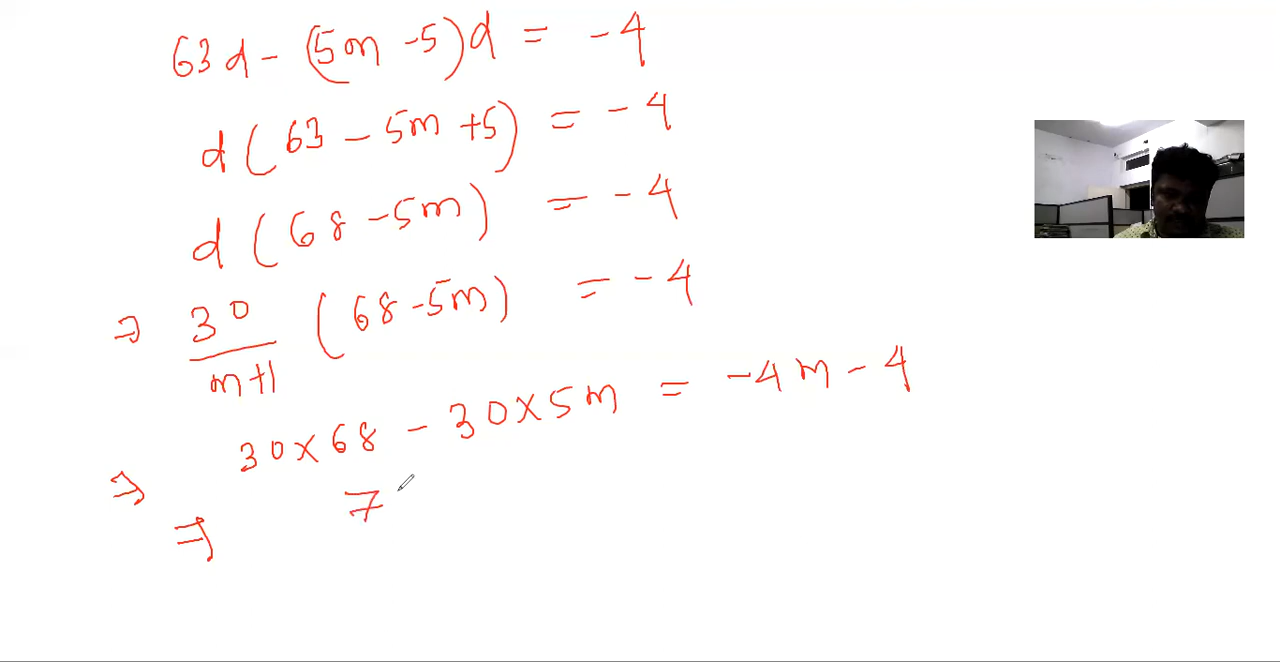 63d - (5m - 5)d = -4
d(63 - 5m + 5) = -4
d(68 - 5m) = -4
⇒ 30/m+1 (68 - 5m) = -4
⇒ 30×68 - 30×5m = -4m - 4
⇒ 7